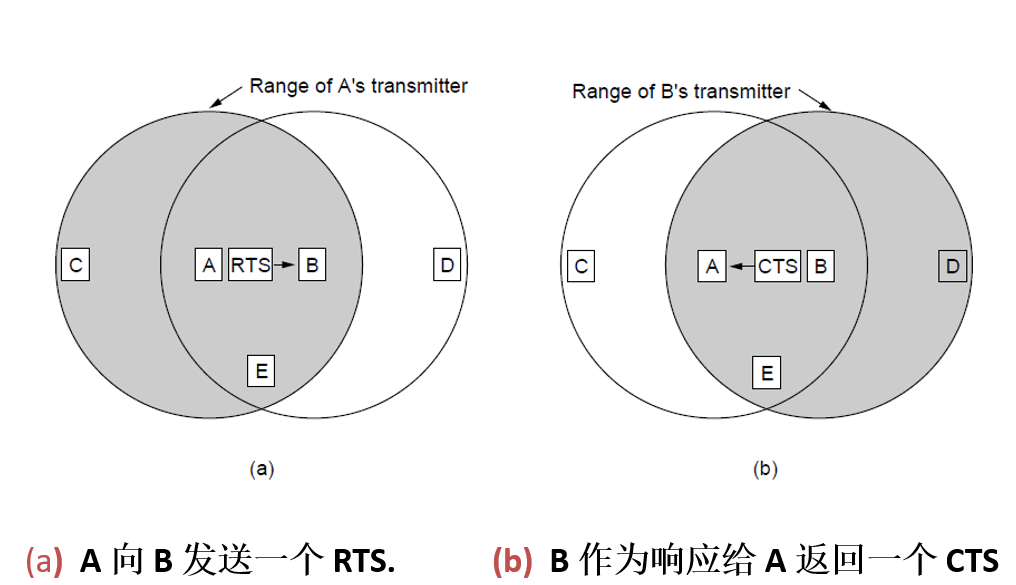 Range of A's transmitter
C A RTS B D
E
(a)
Range of B's transmitter
C A CTS B D
E
(b)
(a) A 向 B 发送一个 RTS.
(b) B 作为响应给 A 返回一个 CTS